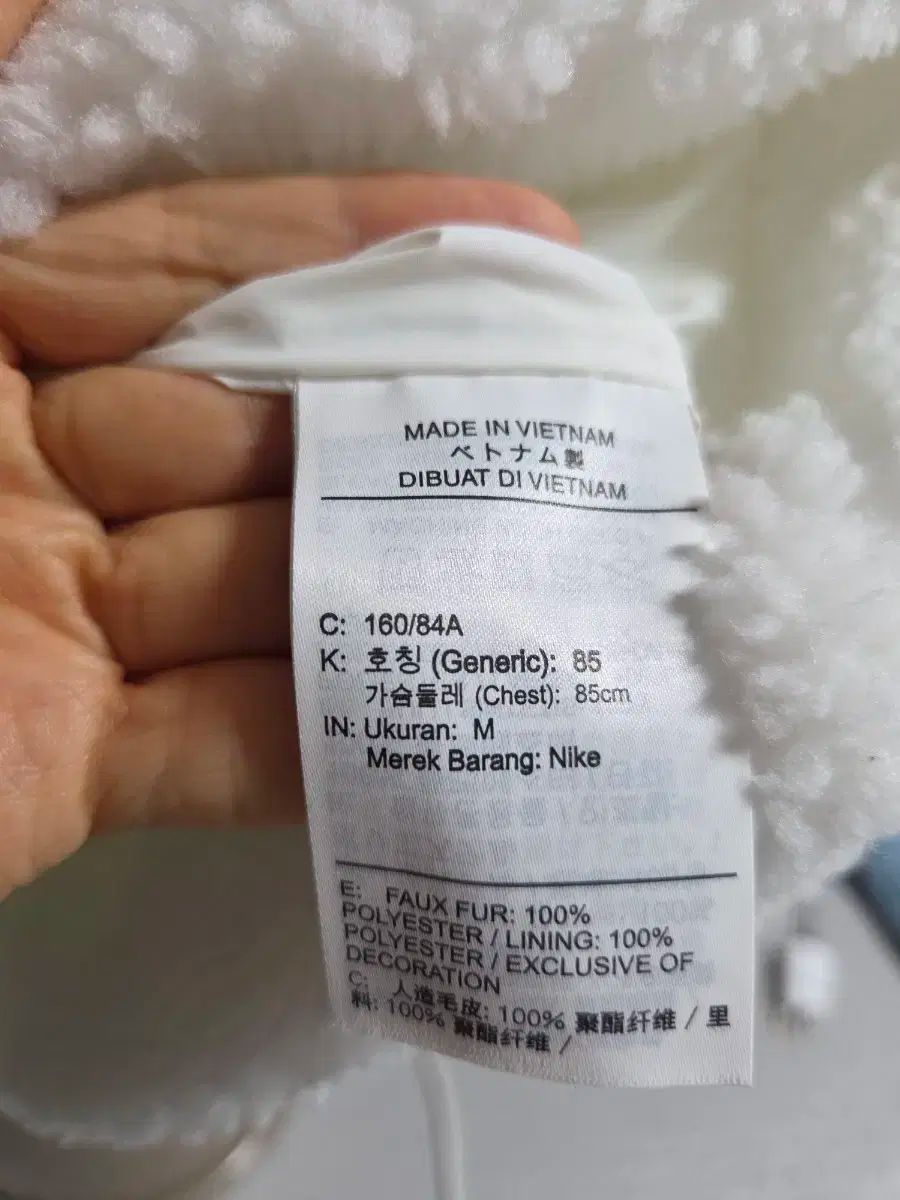 MADE IN VIETNAM
ベトナム製
DIBUAT DI VIETNAM
C: 160/84A
K: 호칭 (Generic): 85
가슴둘레 (Chest): 85cm
IN: Ukuran: M
Merek Barang: Nike
E: FAUX FUR: 100%
POLYESTER / LINING: 100%
POLYESTER / EXCLUSIVE OF
DECORATION
C: 人造毛皮: 100% 聚酯纤维 / 里
料: 100% 聚酯纤维 /